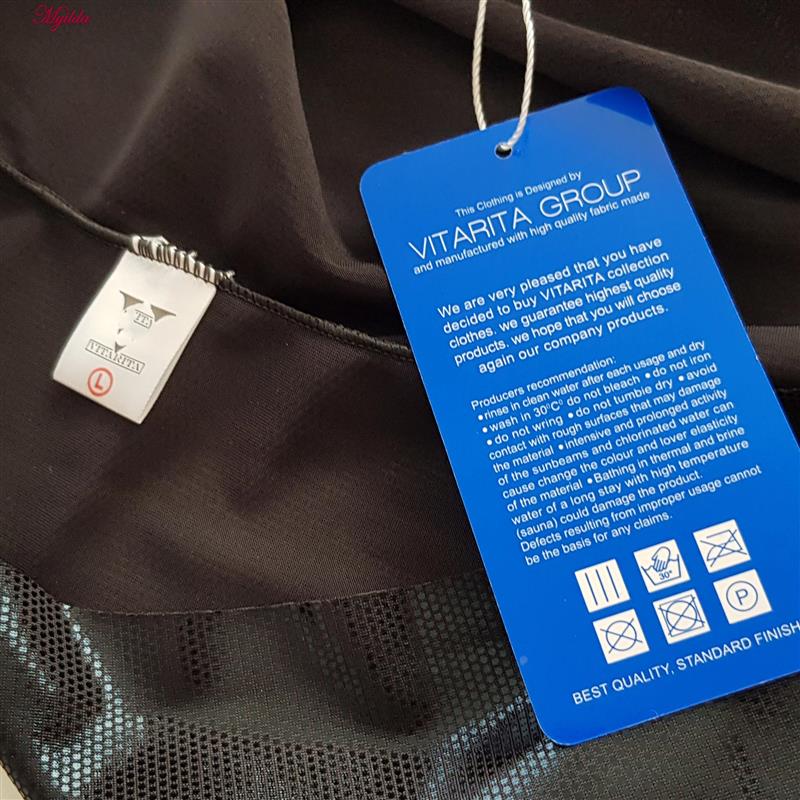 Myilda
This Clothing is Designed by
VITARITA GROUP
and manufactured with high quality fabric made
We are very pleased that you have
decided to buy VITARITA collection
clothes. we guarantee highest quality
products. we hope that you will choose
again our company products.
Producers recommendation:
•rinse in clean water after each usage and dry
•wash in 30°C° do not bleach •do not iron
•do not wring •do not tumble dry •avoid
contact with rough surfaces that may damage
the material •intensive and prolonged activity
of the sunbeams and chlorinated water can
cause change the colour and lover elasticity
of the material •Bathing in thermal and brine
water of a long stay with high temperature
(sauna) could damage the product.
Defects resulting from improper usage cannot
be the basis for any claims.
30°
P
BEST QUALITY, STANDARD FINISH
VITARITA
L